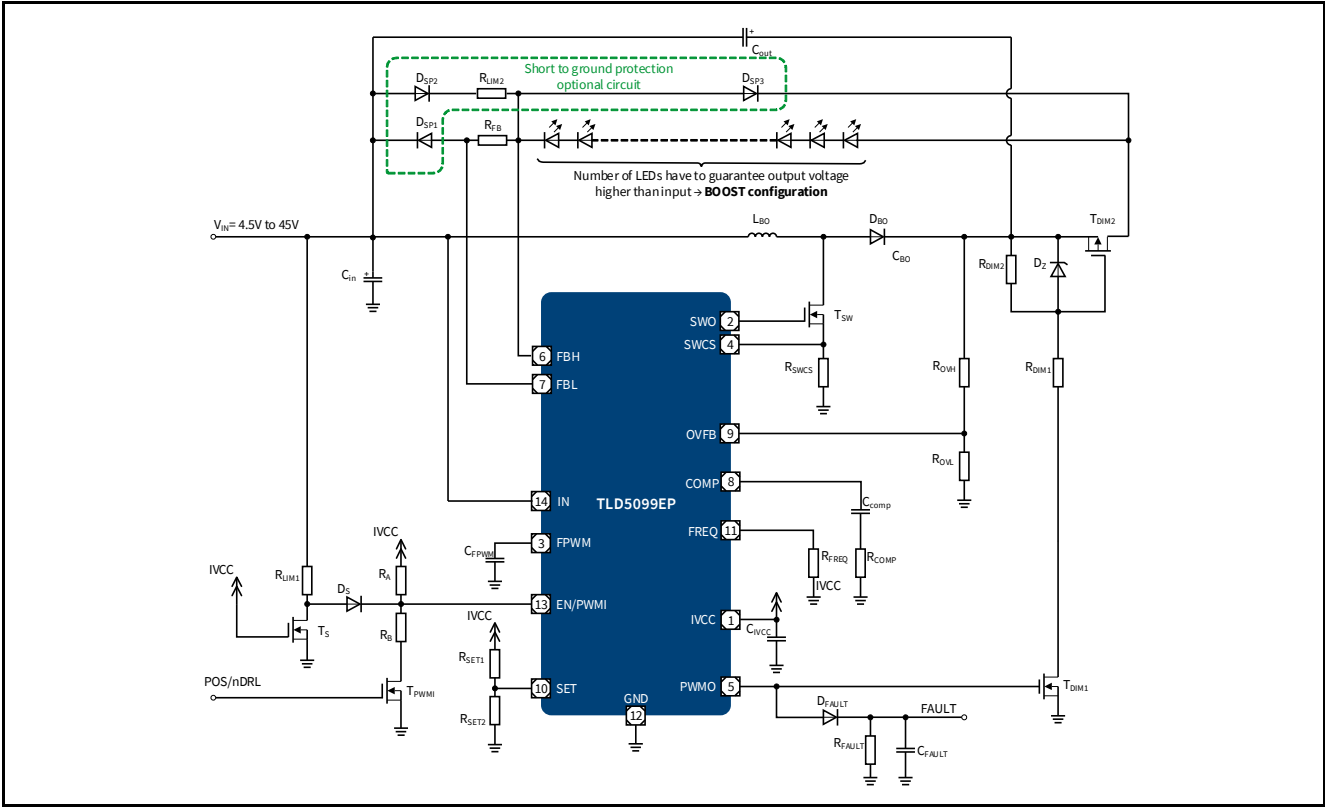 +
Cout
Short to ground protection
optional circuit
DSP2
RLIM2
DSP3
DSP1
RFB
Number of LEDs have to guarantee output voltage
higher than input → BOOST configuration
VIN= 4.5V to 45V
LBO
DBO
CBO
TDIM2
Cin
+
RDIM2
DZ
SWO
2
TSW
SWCS
4
6
FBH
7
FBL
RSWCS
ROVH
RDIM1
OVFB
9
ROVL
COMP
8
Ccomp
14
IN
TLD5099EP
FREQ
11
RFREQ
RCOMP
IVCC
IVCC
CFPWM
3
FPWM
IVCC
RLIM1
RA
DS
13
EN/PWMI
IVCC
IVCC
1
CIVCC
TS
RB
RSET1
POS/nDRL
TPWMI
10
SET
RSET2
GND
12
PWMO
5
TDIM1
DFAULT
FAULT
RFAULT
CFAULT